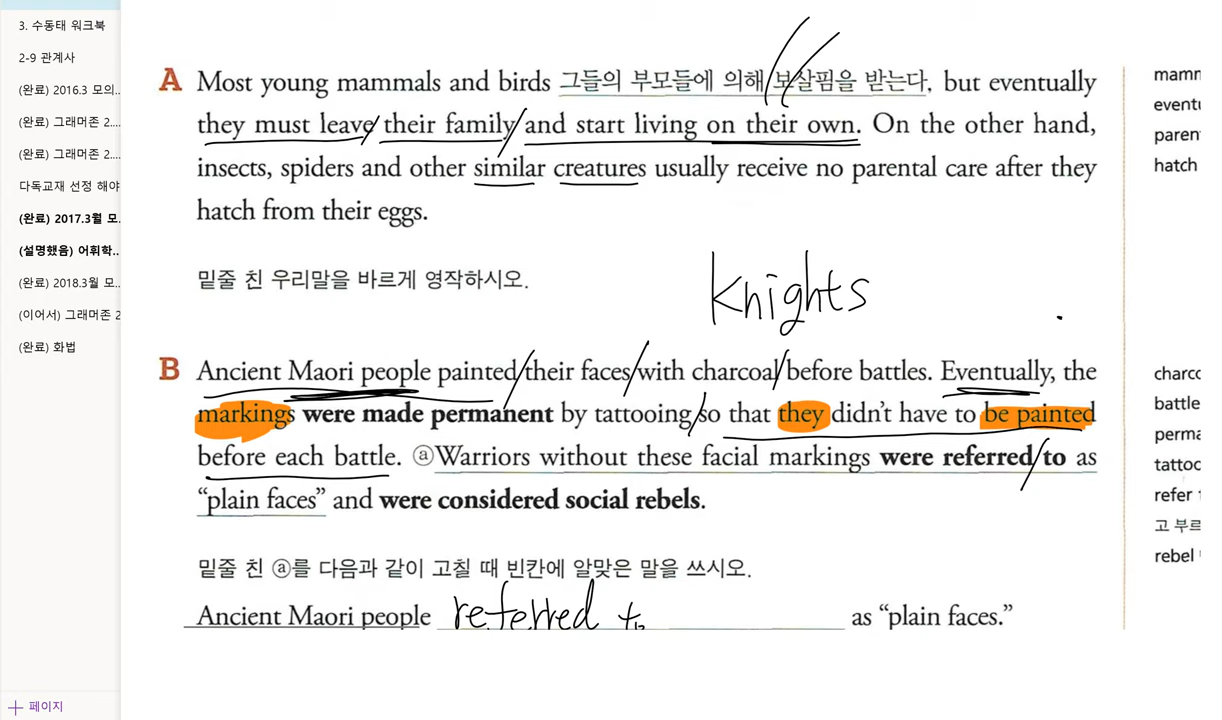 3. 수동태 워크북
2-9 관계사
(완료) 2016.3 모의...
(완료) 그래머존 2....
(완료) 그래머존 2....
다독교재 선정 해야
(완료) 2017.3월 모.
(설명했음) 어휘학..
(완료) 2018.3월 모...
(이어서) 그래머존 2
(완료) 화법
페이지
A Most young mammals and birds 그들의 부모들에 의해 보살핌을 받는다, but eventually
they must leave their family and start living on their own. On the other hand,
insects, spiders and other similar creatures usually receive no parental care after they
hatch from their eggs.
밑줄 친 우리말을 바르게 영작하시오.
knights
B Ancient Maori people painted their faces with charcoal before battles. Eventually, the
markings were made permanent by tattooing so that they didn't have to be painted
before each battle. ⓐWarriors without these facial markings were referred to as
"plain faces" and were considered social rebels.
밑줄 친 ⓐ를 다음과 같이 고칠 때 빈칸에 알맞은 말을 쓰시오.
Ancient Maori people referred to as "plain faces."
eventu
paren
hatch
battle
perma
tattoo
refer
고 부르
rebel